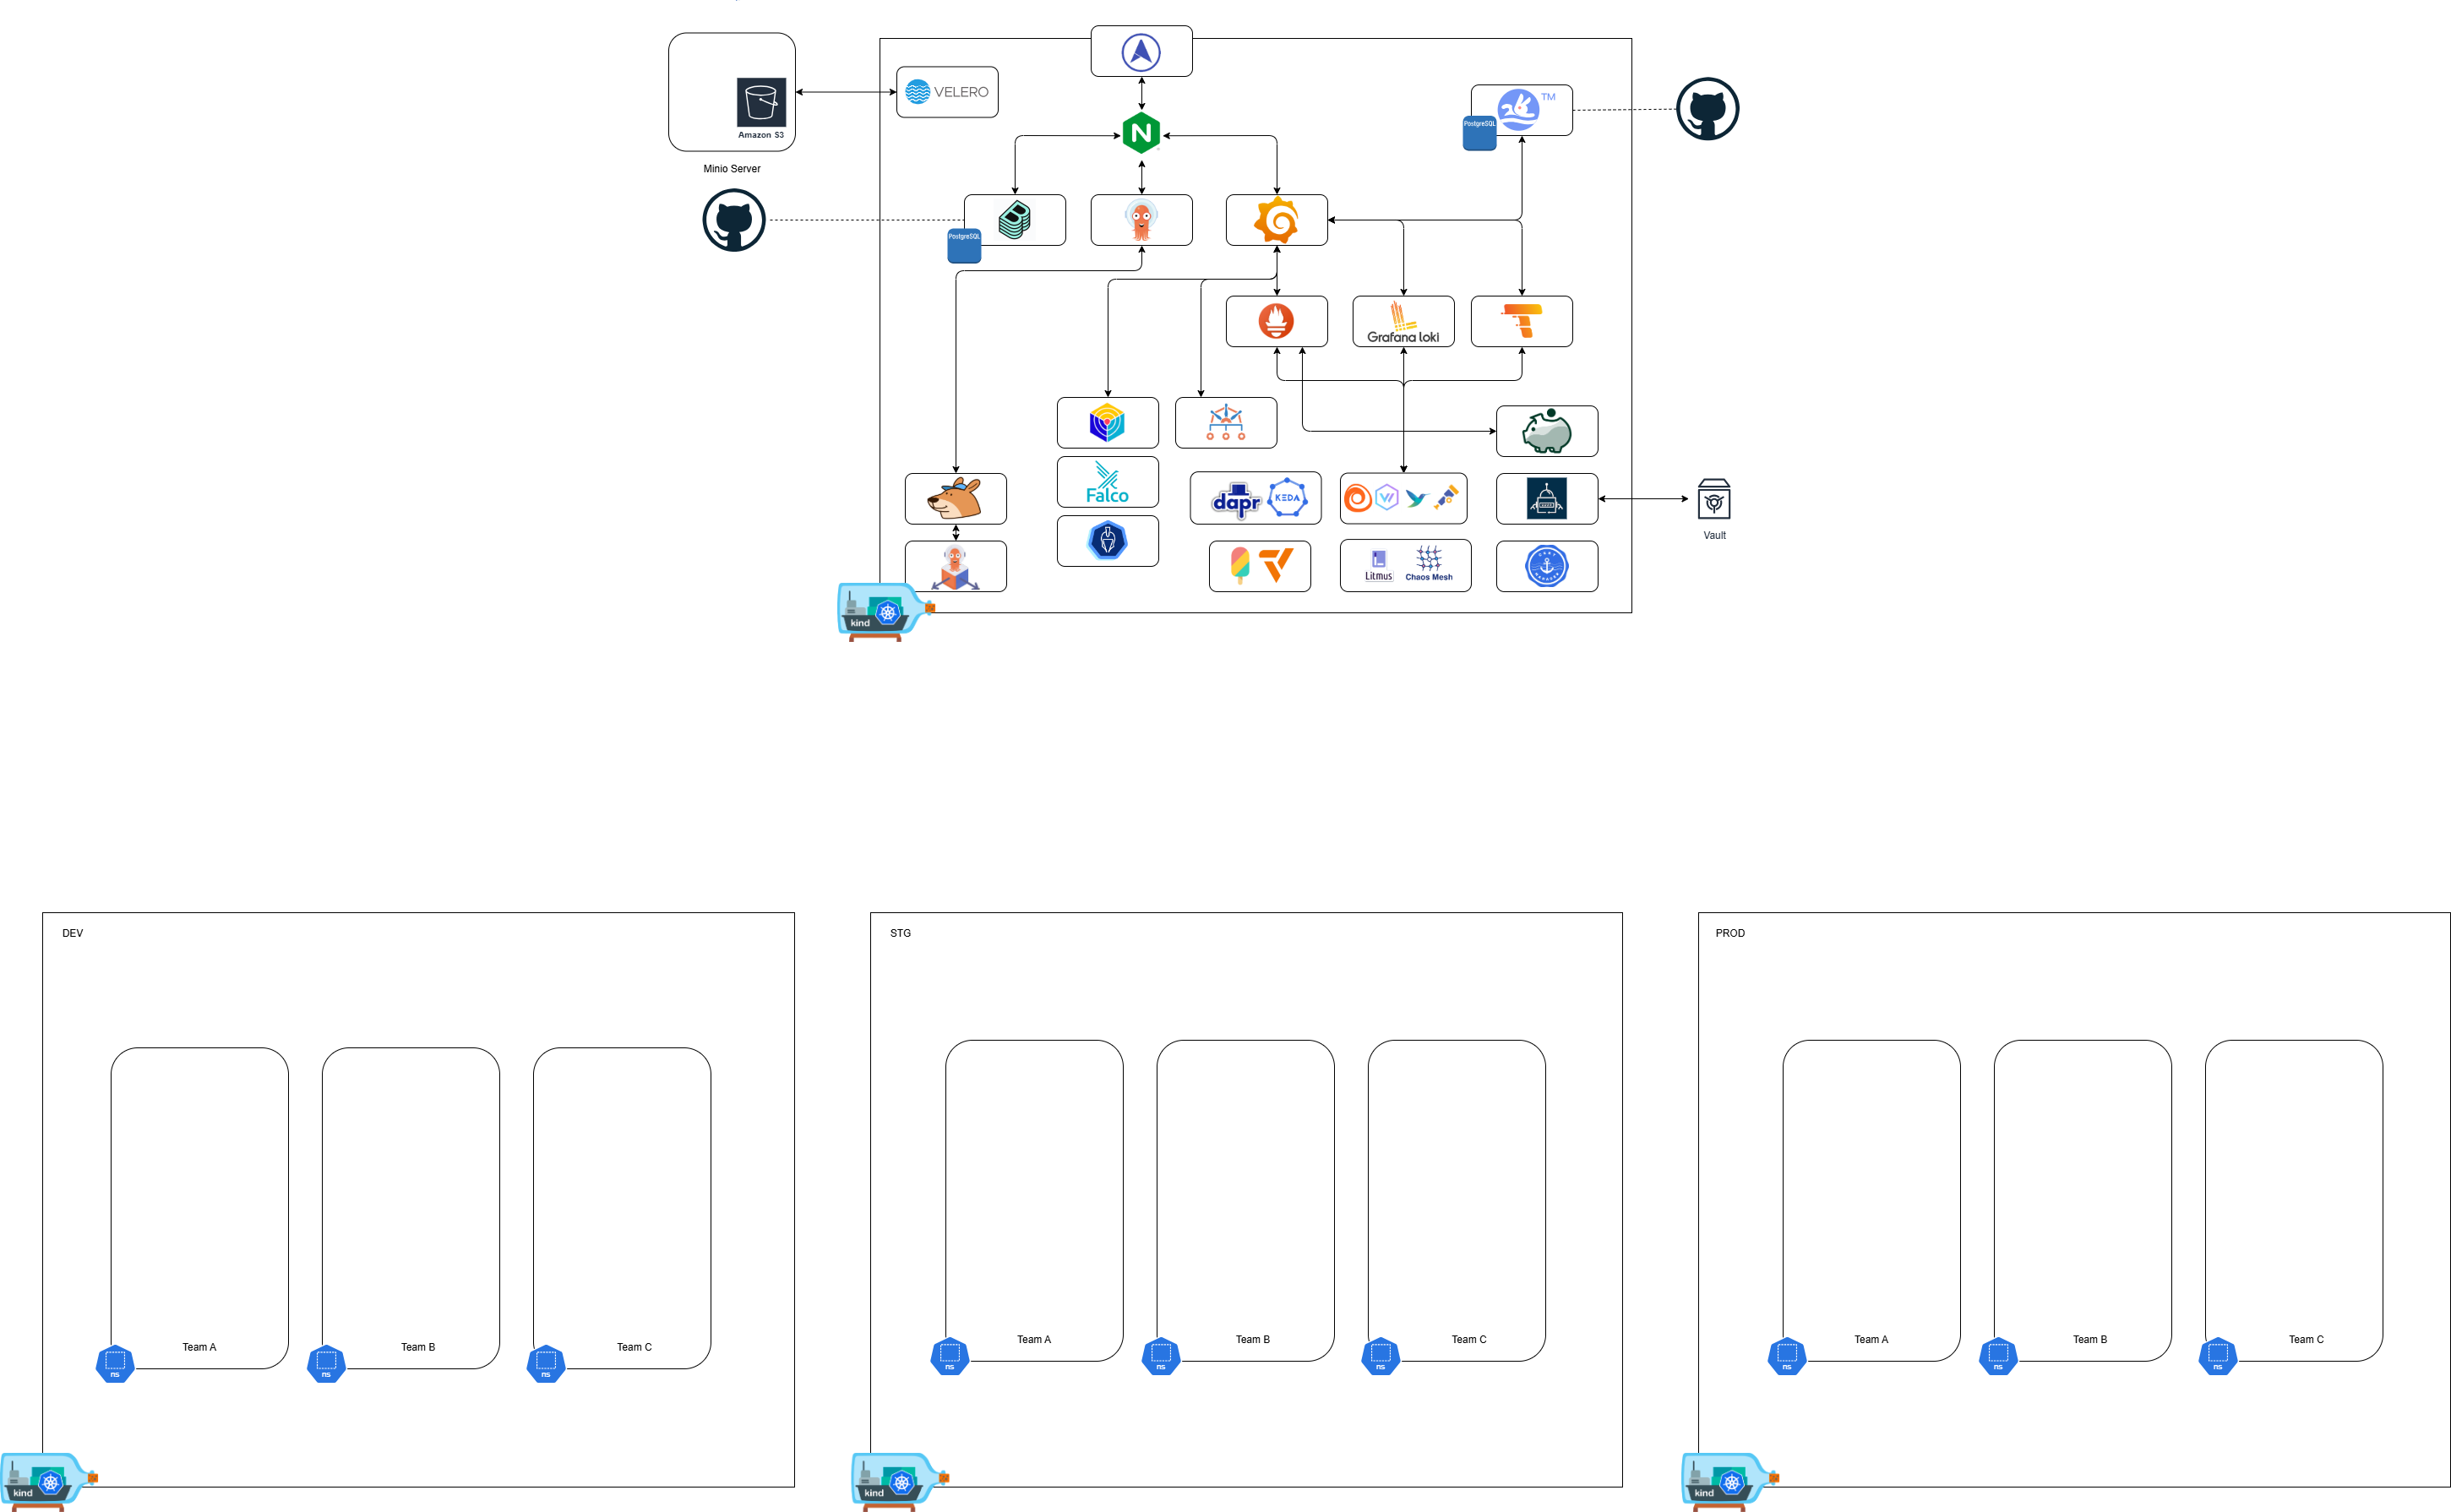 VELERO
TM
PostgreSQL
Amazon S3
Minio Server
PostgreSQL
Grafana loki
Falco
dapr
KEDA
Vault
Litmus
Chaos Mesh
kind
DEV
STG
PROD
Team A
Team B
Team C
ns
ns
ns
Team A
Team B
Team C
ns
ns
ns
Team A
Team B
Team C
ns
ns
ns
kind
kind
kind